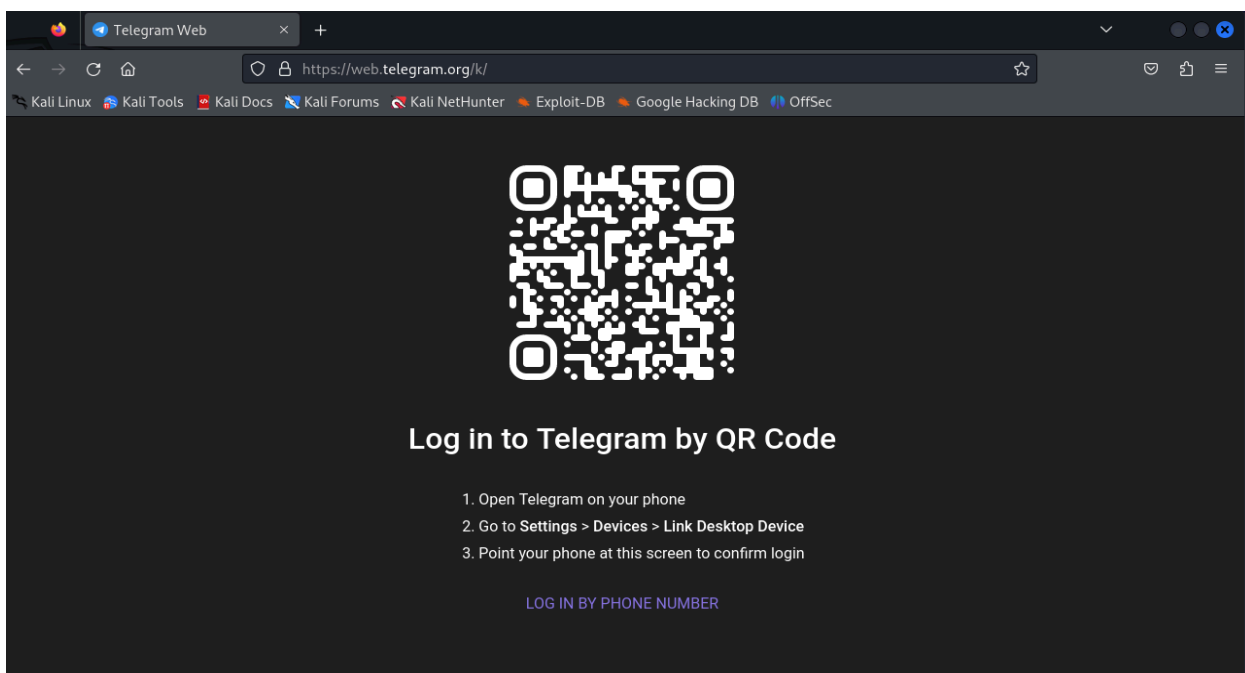 Telegram Web
https://web.telegram.org/k/
Kali Linux Kali Tools Kali Docs Kali Forums Kali NetHunter Exploit-DB Google Hacking DB OffSec
Log in to Telegram by QR Code
1. Open Telegram on your phone
2. Go to Settings > Devices > Link Desktop Device
3. Point your phone at this screen to confirm login
LOG IN BY PHONE NUMBER